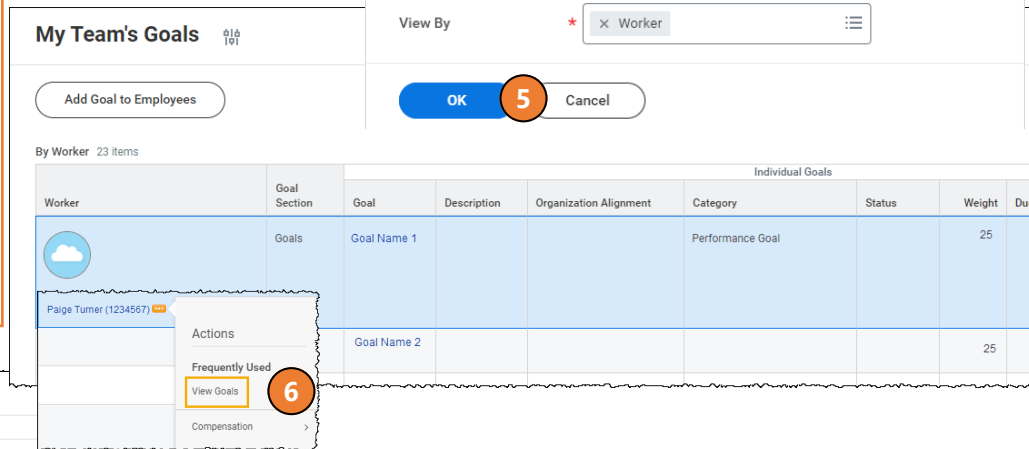 View By * × Worker
My Team's Goals
Add Goal to Employees
OK 5 Cancel
By Worker 23 items
Individual Goals
Worker Goal Section Goal Description Organization Alignment Category Status Weight Du
Goals Goal Name 1 Performance Goal 25
Paige Turner (1234567)
Actions
Goal Name 2 25
Frequently Used
View Goals 6
Compensation >